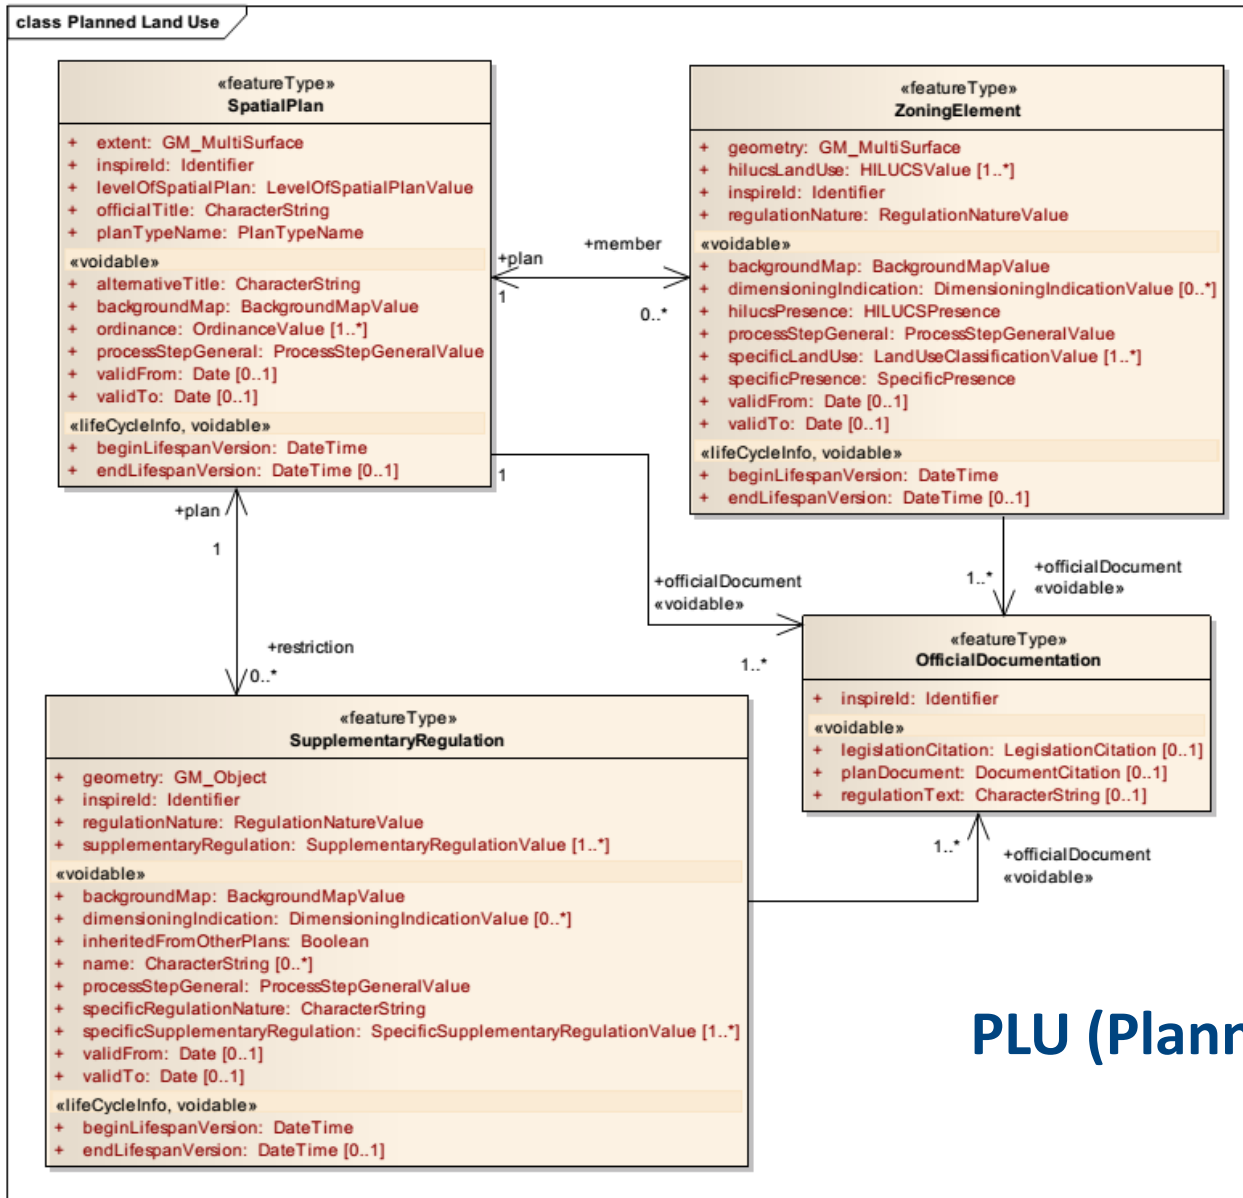 class Planned Land Use
«featureType»
SpatialPlan
+ extent: GM_MultiSurface
+ inspireId: Identifier
+ levelOfSpatialPlan: LevelOfSpatialPlanValue
+ officialTitle: CharacterString
+ planTypeName: PlanTypeName
«voidable»
+ alternativeTitle: CharacterString
+ backgroundMap: BackgroundMapValue
+ ordinance: OrdinanceValue [1..*]
+ processStepGeneral: ProcessStepGeneralValue
+ validFrom: Date [0..1]
+ validTo: Date [0..1]
«lifeCycleInfo, voidable»
+ beginLifespanVersion: DateTime
+ endLifespanVersion: DateTime [0..1]
+plan
1
+member
0..*
«featureType»
ZoningElement
+ geometry: GM_MultiSurface
+ hilucsLandUse: HILUCSValue [1..*]
+ inspireId: Identifier
+ regulationNature: RegulationNatureValue
«voidable»
+ backgroundMap: BackgroundMapValue
+ dimensioningIndication: DimensioningIndicationValue [0..*]
+ hilucsPresence: HILUCSPresence
+ processStepGeneral: ProcessStepGeneralValue
+ specificLandUse: LandUseClassificationValue [1..*]
+ specificPresence: SpecificPresence
+ validFrom: Date [0..1]
+ validTo: Date [0..1]
«lifeCycleInfo, voidable»
+ beginLifespanVersion: DateTime
+ endLifespanVersion: DateTime [0..1]
1
+plan
1
+officialDocument
«voidable»
1..*
1..*
+officialDocument
«voidable»
+restriction
0..*
«featureType»
OfficialDocumentation
+ inspireId: Identifier
«voidable»
+ legislationCitation: LegislationCitation [0..1]
+ planDocument: DocumentCitation [0..1]
+ regulationText: CharacterString [0..1]
1..*
+officialDocument
«voidable»
«featureType»
SupplementaryRegulation
+ geometry: GM_Object
+ inspireId: Identifier
+ regulationNature: RegulationNatureValue
+ supplementaryRegulation: SupplementaryRegulationValue [1..*]
«voidable»
+ backgroundMap: BackgroundMapValue
+ dimensioningIndication: DimensioningIndicationValue [0..*]
+ inheritedFromOtherPlans: Boolean
+ name: CharacterString [0..*]
+ processStepGeneral: ProcessStepGeneralValue
+ specificRegulationNature: CharacterString
+ specificSupplementaryRegulation: SpecificSupplementaryRegulationValue [1..*]
+ validFrom: Date [0..1]
+ validTo: Date [0..1]
«lifeCycleInfo, voidable»
+ beginLifespanVersion: DateTime
+ endLifespanVersion: DateTime [0..1]
PLU (Plann